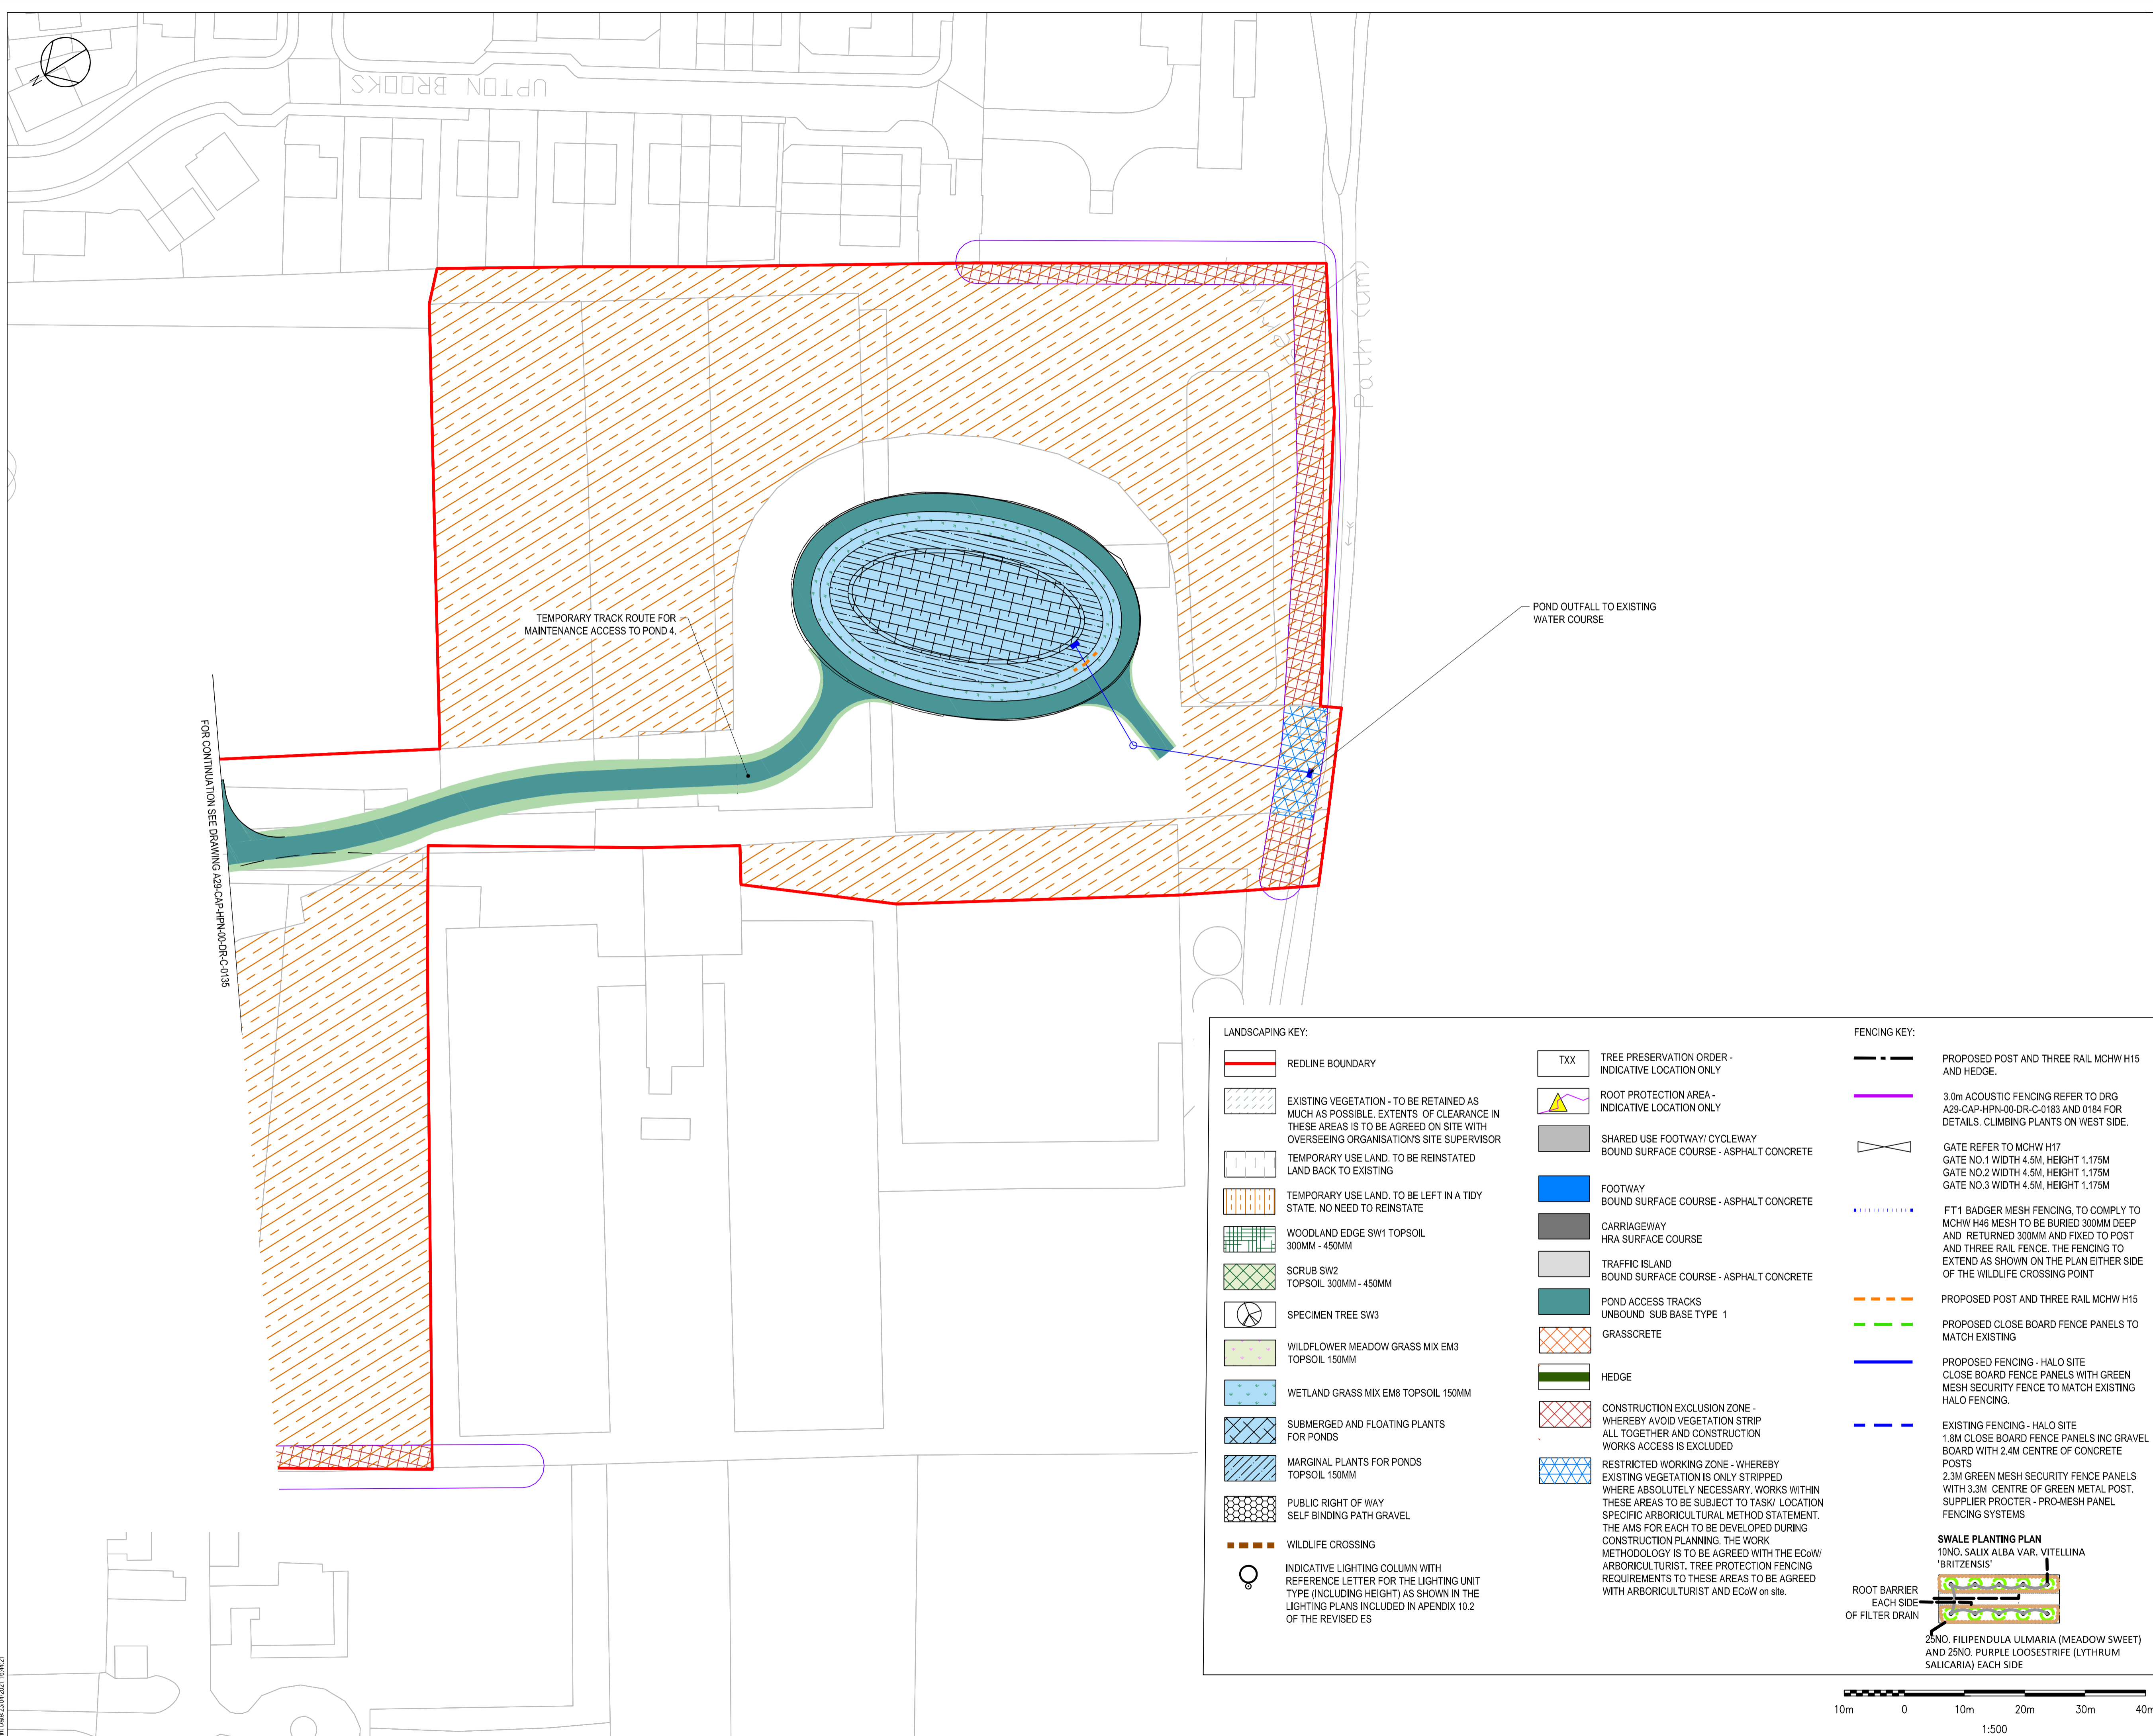 N
UPTON BROOKS
Path (um)
TEMPORARY TRACK ROUTE FOR
MAINTENANCE ACCESS TO POND 4.
POND OUTFALL TO EXISTING
WATER COURSE
FOR CONTINUATION SEE DRAWING A29-CAP-HPN-00-DR-C-0135
LANDSCAPING KEY:
REDLINE BOUNDARY
EXISTING VEGETATION - TO BE RETAINED AS
MUCH AS POSSIBLE. EXTENTS OF CLEARANCE IN
THESE AREAS IS TO BE AGREED ON SITE WITH
OVERSEEING ORGANISATION'S SITE SUPERVISOR
TEMPORARY USE LAND. TO BE REINSTATED
LAND BACK TO EXISTING
TEMPORARY USE LAND. TO BE LEFT IN A TIDY
STATE. NO NEED TO REINSTATE
WOODLAND EDGE SW1 TOPSOIL
300MM - 450MM
SCRUB SW2
TOPSOIL 300MM - 450MM
SPECIMEN TREE SW3
WILDFLOWER MEADOW GRASS MIX EM3
TOPSOIL 150MM
WETLAND GRASS MIX EM8 TOPSOIL 150MM
SUBMERGED AND FLOATING PLANTS
FOR PONDS
MARGINAL PLANTS FOR PONDS
TOPSOIL 150MM
PUBLIC RIGHT OF WAY
SELF BINDING PATH GRAVEL
WILDLIFE CROSSING
INDICATIVE LIGHTING COLUMN WITH
REFERENCE LETTER FOR THE LIGHTING UNIT
TYPE (INCLUDING HEIGHT) AS SHOWN IN THE
LIGHTING PLANS INCLUDED IN APENDIX 10.2
OF THE REVISED ES
TXX
TREE PRESERVATION ORDER -
INDICATIVE LOCATION ONLY
ROOT PROTECTION AREA -
INDICATIVE LOCATION ONLY
SHARED USE FOOTWAY/ CYCLEWAY
BOUND SURFACE COURSE - ASPHALT CONCRETE
FOOTWAY
BOUND SURFACE COURSE - ASPHALT CONCRETE
CARRIAGEWAY
HRA SURFACE COURSE
TRAFFIC ISLAND
BOUND SURFACE COURSE - ASPHALT CONCRETE
POND ACCESS TRACKS
UNBOUND SUB BASE TYPE 1
GRASSCRETE
HEDGE
CONSTRUCTION EXCLUSION ZONE -
WHEREBY AVOID VEGETATION STRIP
ALL TOGETHER AND CONSTRUCTION
WORKS ACCESS IS EXCLUDED
RESTRICTED WORKING ZONE - WHEREBY
EXISTING VEGETATION IS ONLY STRIPPED
WHERE ABSOLUTELY NECESSARY. WORKS WITHIN
THESE AREAS TO BE SUBJECT TO TASK/ LOCATION
SPECIFIC ARBORICULTURAL METHOD STATEMENT.
THE AMS FOR EACH TO BE DEVELOPED DURING
CONSTRUCTION PLANNING. THE WORK
METHODOLOGY IS TO BE AGREED WITH THE ECoW/
ARBORICULTURIST. TREE PROTECTION FENCING
REQUIREMENTS TO THESE AREAS TO BE AGREED
WITH ARBORICULTURIST AND ECoW on site.
FENCING KEY:
PROPOSED POST AND THREE RAIL MCHW H15
AND HEDGE.
3.0m ACOUSTIC FENCING REFER TO DRG
A29-CAP-HPN-00-DR-C-0183 AND 0184 FOR
DETAILS. CLIMBING PLANTS ON WEST SIDE.
GATE REFER TO MCHW H17
GATE NO.1 WIDTH 4.5M, HEIGHT 1.175M
GATE NO.2 WIDTH 4.5M, HEIGHT 1.175M
GATE NO.3 WIDTH 4.5M, HEIGHT 1.175M
FT1 BADGER MESH FENCING, TO COMPLY TO
MCHW H46 MESH TO BE BURIED 300MM DEEP
AND RETURNED 300MM AND FIXED TO POST
AND THREE RAIL FENCE. THE FENCING TO
EXTEND AS SHOWN ON THE PLAN EITHER SIDE
OF THE WILDLIFE CROSSING POINT
PROPOSED POST AND THREE RAIL MCHW H15
PROPOSED CLOSE BOARD FENCE PANELS TO
MATCH EXISTING
PROPOSED FENCING - HALO SITE
CLOSE BOARD FENCE PANELS WITH GREEN
MESH SECURITY FENCE TO MATCH EXISTING
HALO FENCING.
EXISTING FENCING - HALO SITE
1.8M CLOSE BOARD FENCE PANELS INC GRAVEL
BOARD WITH 2.4M CENTRE OF CONCRETE
POSTS
2.3M GREEN MESH SECURITY FENCE PANELS
WITH 3.3M CENTRE OF GREEN METAL POST.
SUPPLIER PROCTER - PRO-MESH PANEL
FENCING SYSTEMS
SWALE PLANTING PLAN
10NO. SALIX ALBA VAR. VITELLINA
'BRITZENSIS'
ROOT BARRIER
EACH SIDE
OF FILTER DRAIN
25NO. FILIPENDULA ULMARIA (MEADOW SWEET)
AND 25NO. PURPLE LOOSESTRIFE (LYTHRUM
SALICARIA) EACH SIDE
10m 0 10m 20m 30m 40m
1:500